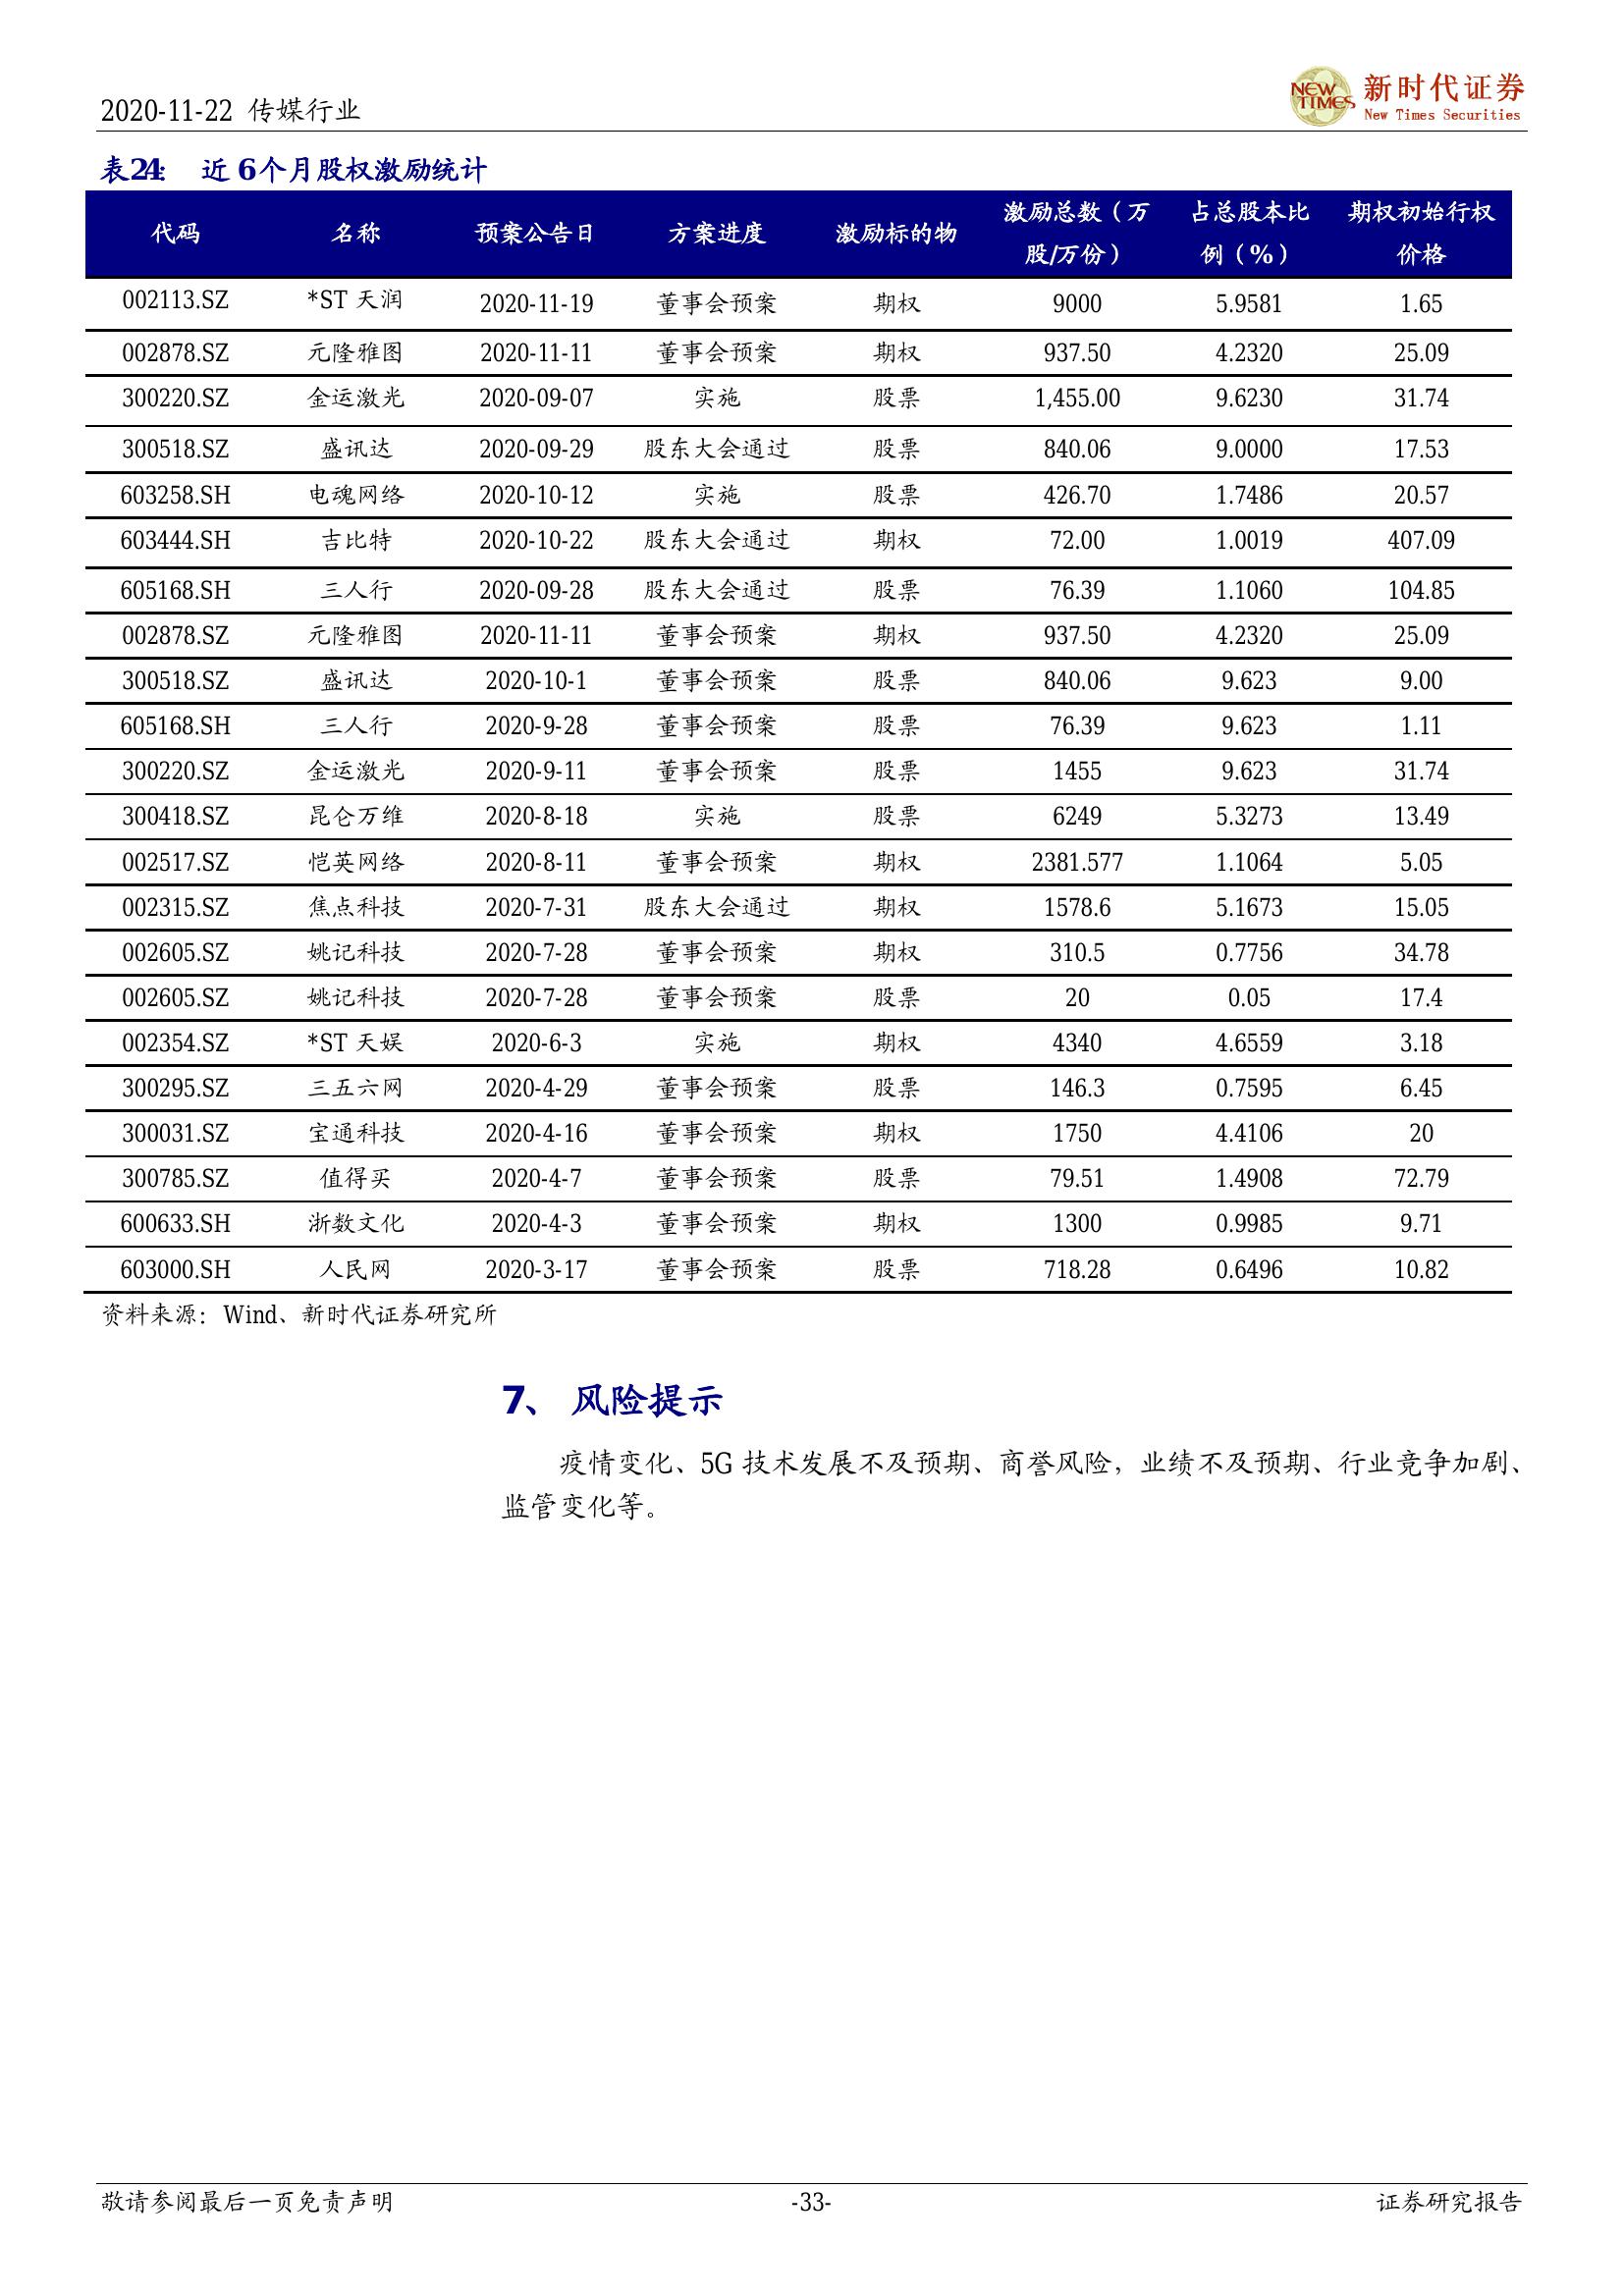 2020-11-22 传媒行业
NEW TIMES 新时代证券
New Times Securities
表24: 近 6个月股权激励统计
代码 名称 预案公告日 方案进度 激励标的物 激励总数（万股/万份） 占总股本比例（%） 期权初始行权价格
002113.SZ *ST 天润 2020-11-19 董事会预案 期权 9000 5.9581 1.65
002878.SZ 元隆雅图 2020-11-11 董事会预案 期权 937.50 4.2320 25.09
300220.SZ 金运激光 2020-09-07 实施 股票 1,455.00 9.6230 31.74
300518.SZ 盛讯达 2020-09-29 股东大会通过 股票 840.06 9.0000 17.53
603258.SH 电魂网络 2020-10-12 实施 股票 426.70 1.7486 20.57
603444.SH 吉比特 2020-10-22 股东大会通过 期权 72.00 1.0019 407.09
605168.SH 三人行 2020-09-28 股东大会通过 股票 76.39 1.1060 104.85
002878.SZ 元隆雅图 2020-11-11 董事会预案 期权 937.50 4.2320 25.09
300518.SZ 盛讯达 2020-10-1 董事会预案 股票 840.06 9.623 9.00
605168.SH 三人行 2020-9-28 董事会预案 股票 76.39 9.623 1.11
300220.SZ 金运激光 2020-9-11 董事会预案 股票 1455 9.623 31.74
300418.SZ 昆仑万维 2020-8-18 实施 股票 6249 5.3273 13.49
002517.SZ 恺英网络 2020-8-11 董事会预案 期权 2381.577 1.1064 5.05
002315.SZ 焦点科技 2020-7-31 股东大会通过 期权 1578.6 5.1673 15.05
002605.SZ 姚记科技 2020-7-28 董事会预案 期权 310.5 0.7756 34.78
002605.SZ 姚记科技 2020-7-28 董事会预案 股票 20 0.05 17.4
002354.SZ *ST 天娱 2020-6-3 实施 期权 4340 4.6559 3.18
300295.SZ 三五六网 2020-4-29 董事会预案 股票 146.3 0.7595 6.45
300031.SZ 宝通科技 2020-4-16 董事会预案 期权 1750 4.4106 20
300785.SZ 值得买 2020-4-7 董事会预案 股票 79.51 1.4908 72.79
600633.SH 浙数文化 2020-4-3 董事会预案 期权 1300 0.9985 9.71
603000.SH 人民网 2020-3-17 董事会预案 股票 718.28 0.6496 10.82
资料来源：Wind、新时代证券研究所
7、 风险提示
疫情变化、5G 技术发展不及预期、商誉风险，业绩不及预期、行业竞争加剧、
监管变化等。
敬请参阅最后一页免责声明 -33- 证券研究报告